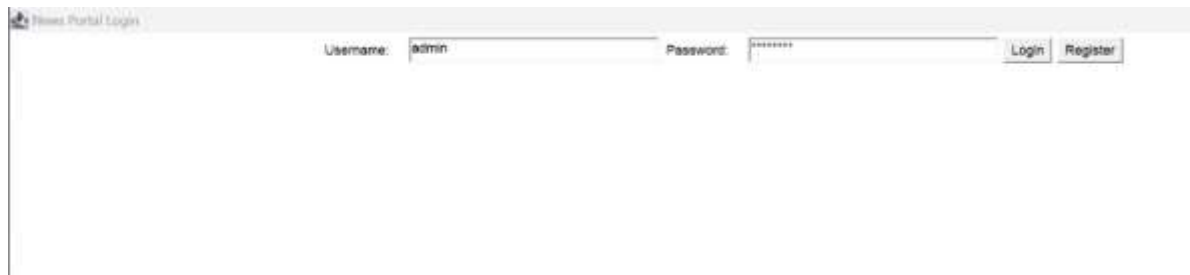 News Portal Login
Username: admin Password: ******** Login Register